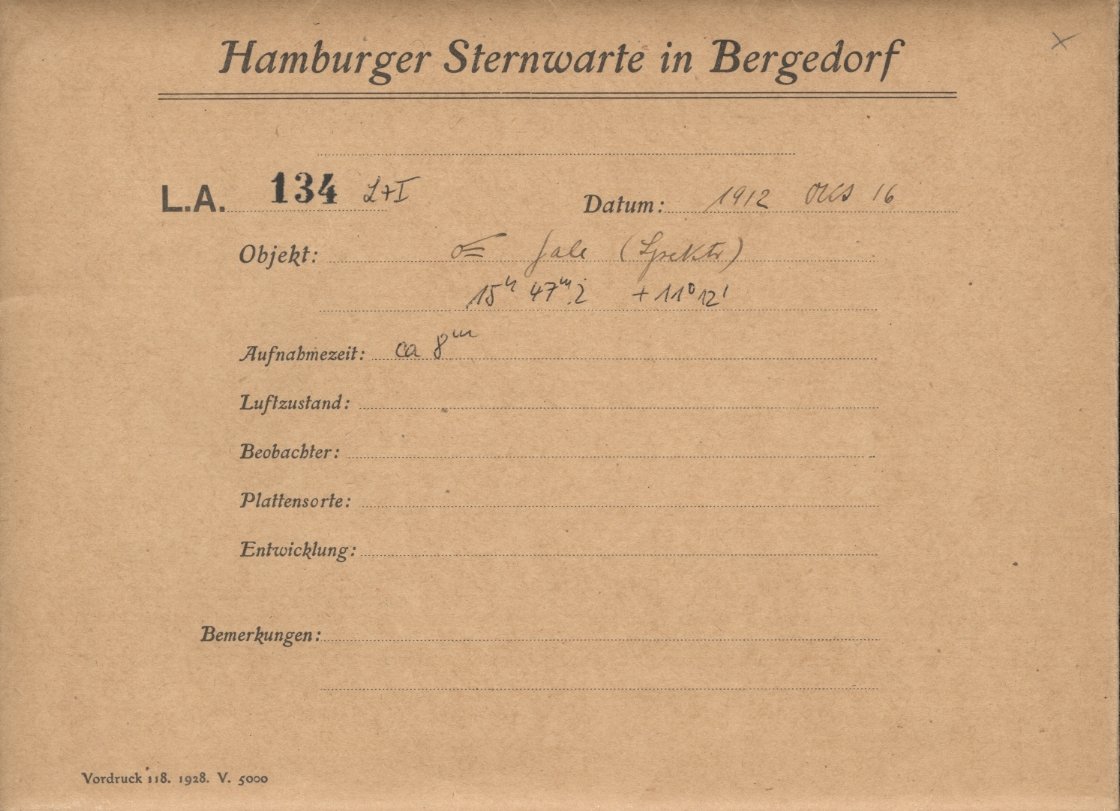 Hamburger Sternwarte in Bergedorf
L.A. 134 I+I Datum: 1912 Okt 16
Objekt: ☄ Gale (Spektr)
15ʰ 47ᵐ.2 +11° 12'
Aufnahmezeit: ca 8ᵐ
Luftzustand:
Beobachter:
Plattensorte:
Entwicklung:
Bemerkungen:
Vordruck 118. 1928. V. 5000